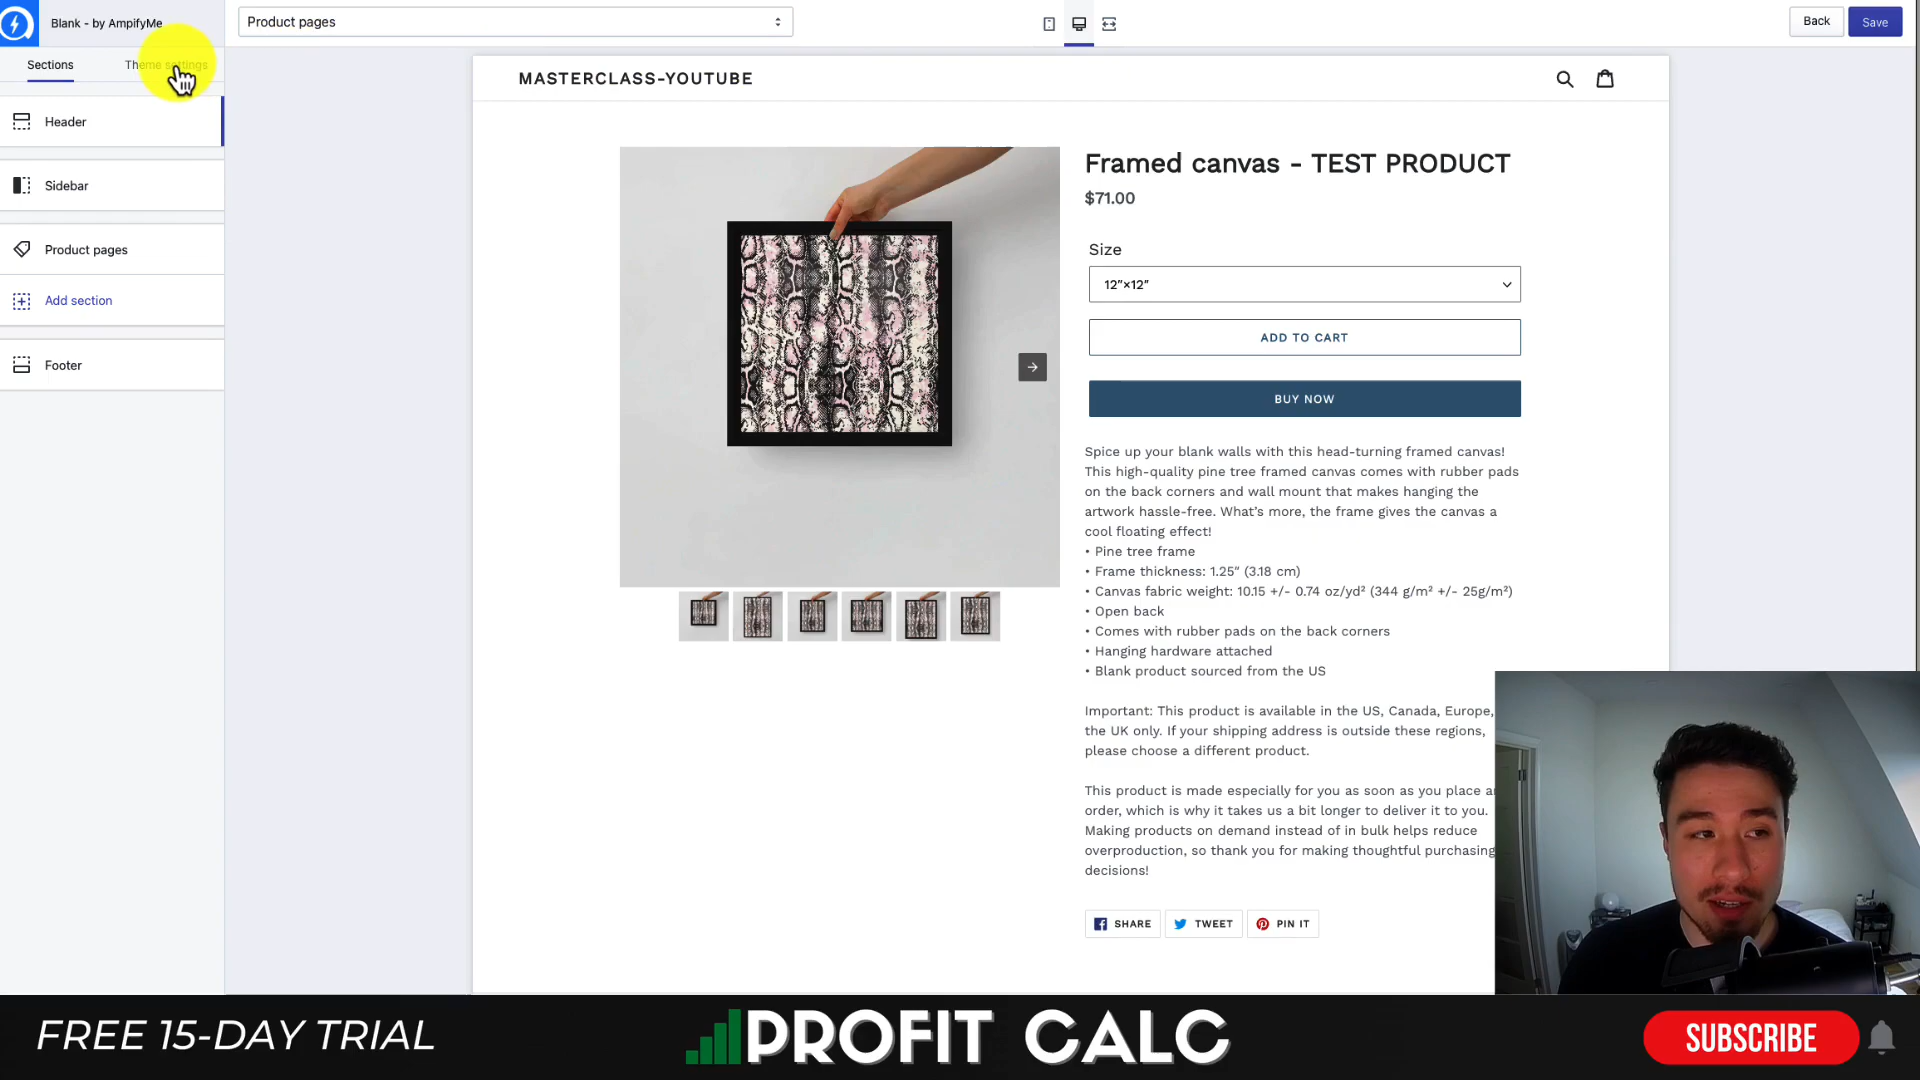 Blank - by AmpifyMe
Product pages
Back
Save
Sections
Theme settings
Header
Sidebar
Product pages
Add section
Footer
MASTERCLASS-YOUTUBE
Framed canvas - TEST PRODUCT
$71.00
Size
12″×12″
ADD TO CART
BUY NOW
Spice up your blank walls with this head-turning framed canvas!
This high-quality pine tree framed canvas comes with rubber pads
on the back corners and wall mount that makes hanging the
artwork hassle-free. What's more, the frame gives the canvas a
cool floating effect!
• Pine tree frame
• Frame thickness: 1.25″ (3.18 cm)
• Canvas fabric weight: 10.15 +/- 0.74 oz/yd² (344 g/m² +/- 25g/m²)
• Open back
• Comes with rubber pads on the back corners
• Hanging hardware attached
• Blank product sourced from the US
Important: This product is available in the US, Canada, Europe,
the UK only. If your shipping address is outside these regions,
please choose a different product.
This product is made especially for you as soon as you place an
order, which is why it takes us a bit longer to deliver it to you.
Making products on demand instead of in bulk helps reduce
overproduction, so thank you for making thoughtful purchasing
decisions!
SHARE
TWEET
PIN IT
FREE 15-DAY TRIAL
PROFIT CALC
SUBSCRIBE